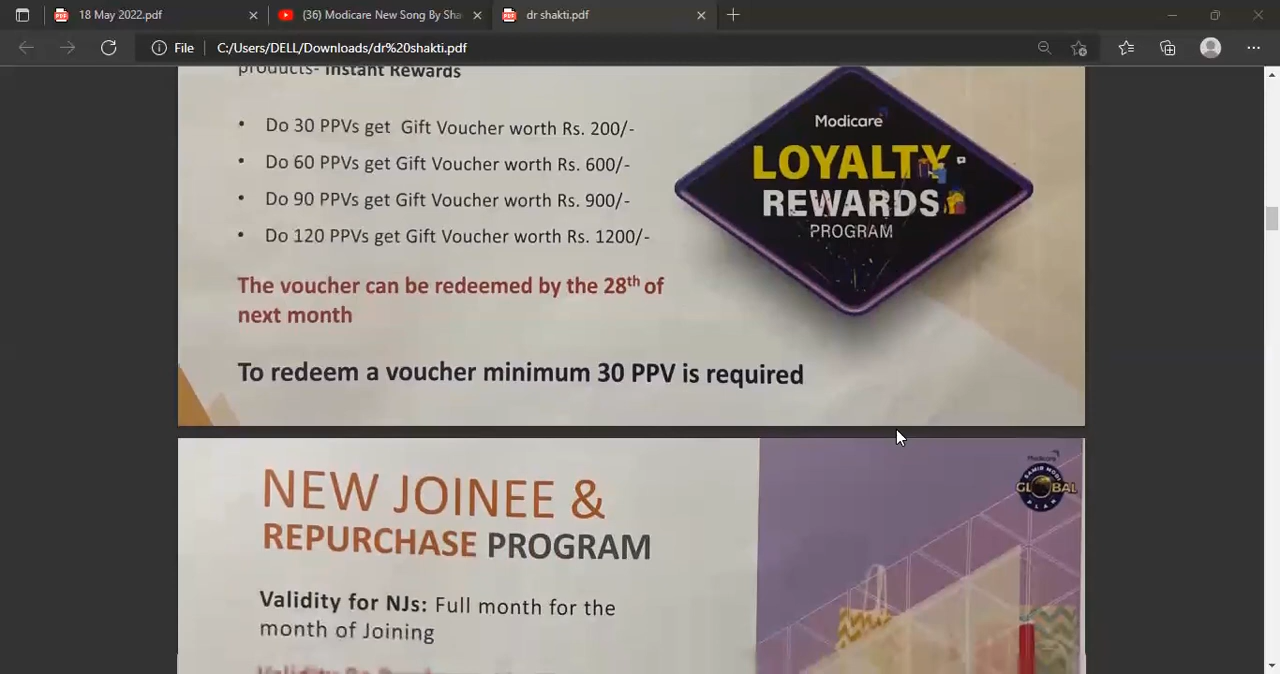 18 May 2022.pdf
(36) Modicare New Song By Sha
dr shakti.pdf
File
C:/Users/DELL/Downloads/dr%20shakti.pdf
products- Instant Rewards
• Do 30 PPVs get Gift Voucher worth Rs. 200/-
• Do 60 PPVs get Gift Voucher worth Rs. 600/-
• Do 90 PPVs get Gift Voucher worth Rs. 900/-
• Do 120 PPVs get Gift Voucher worth Rs. 1200/-
The voucher can be redeemed by the 28th of
next month
To redeem a voucher minimum 30 PPV is required
Modicare
LOYALTY
REWARDS
PROGRAM
NEW JOINEE &
REPURCHASE PROGRAM
Validity for NJs: Full month for the
month of Joining
Modicare
SAMIR MODI
GLOBAL
PLAN